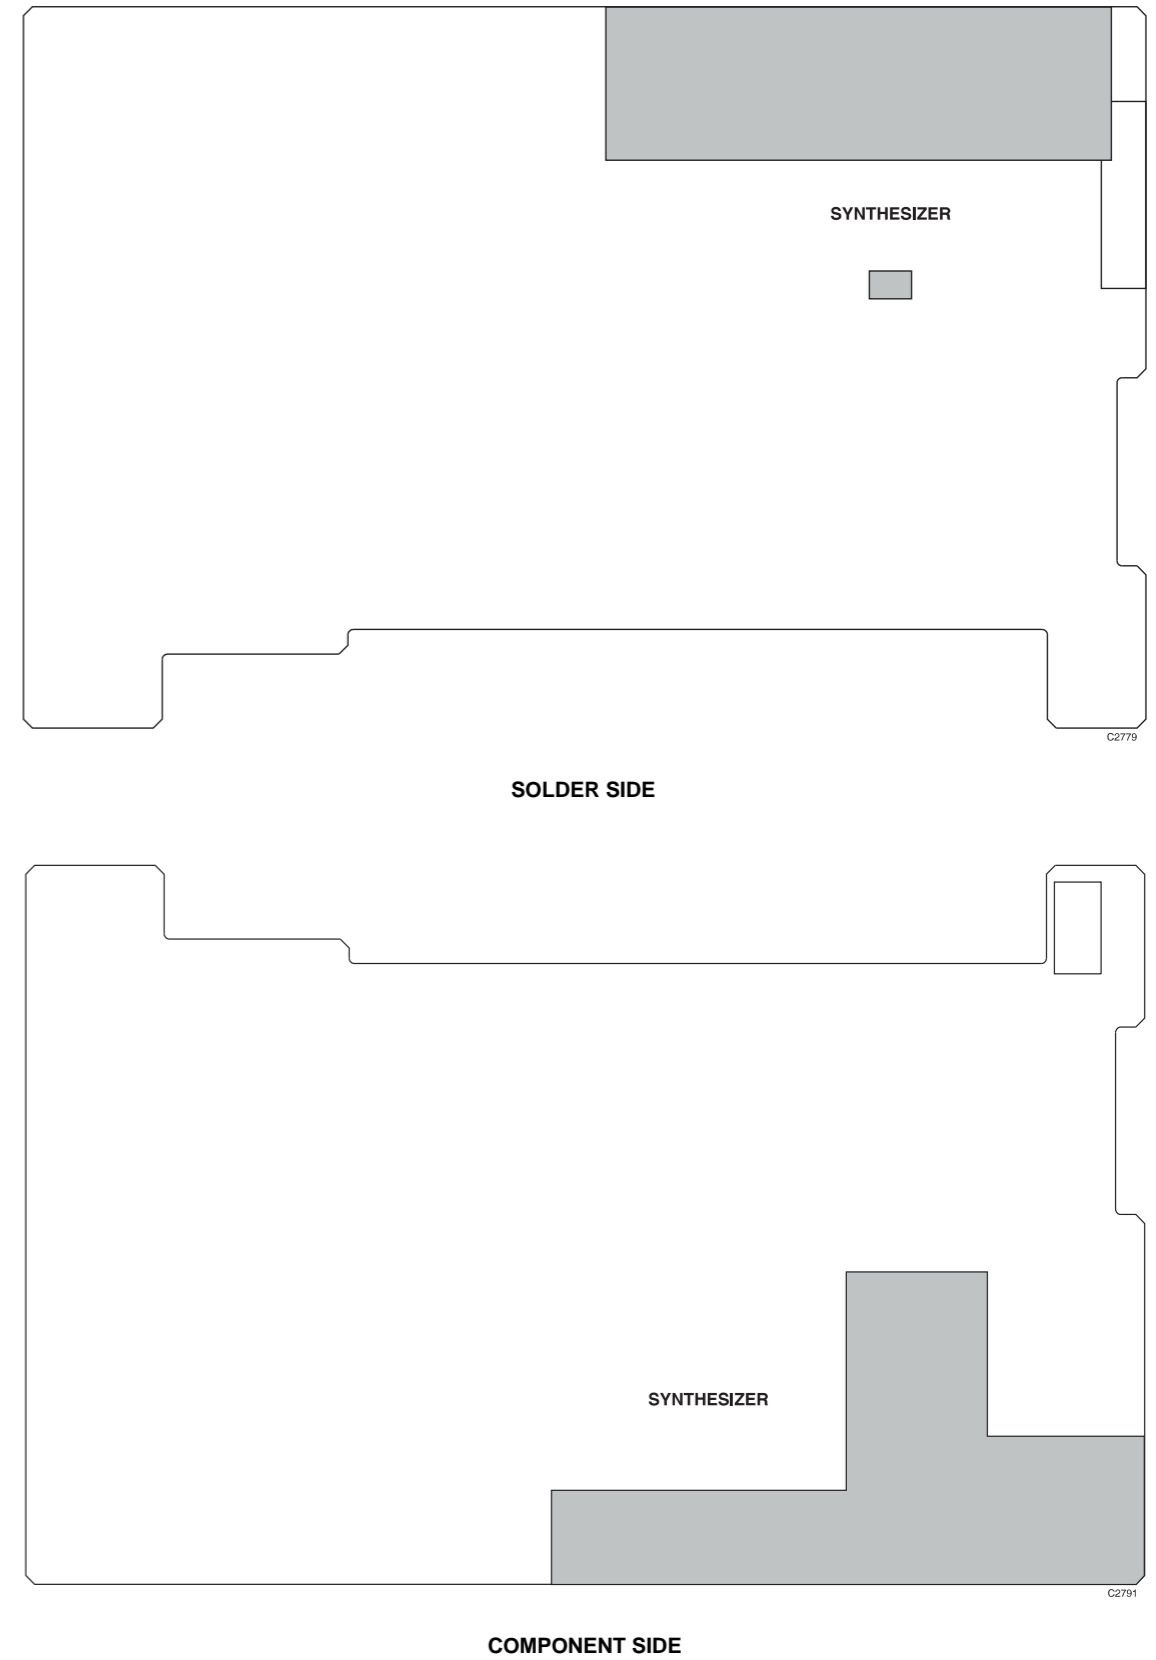 SYNTHESIZER
C2779
SOLDER SIDE
SYNTHESIZER
C2791
COMPONENT SIDE